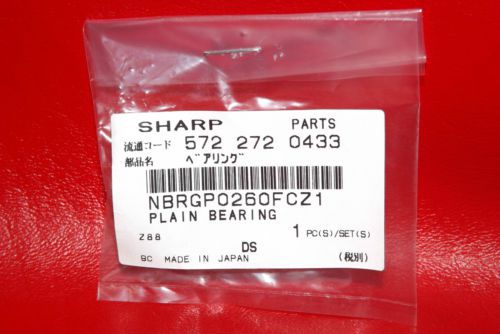 SHARP PARTS
流通コード 572 272 0433
部品名 ベアリング
NBRGP0260FCZ1
PLAIN BEARING
Z88 1 PC(S)/SET(S)
DS
9C MADE IN JAPAN (税別)